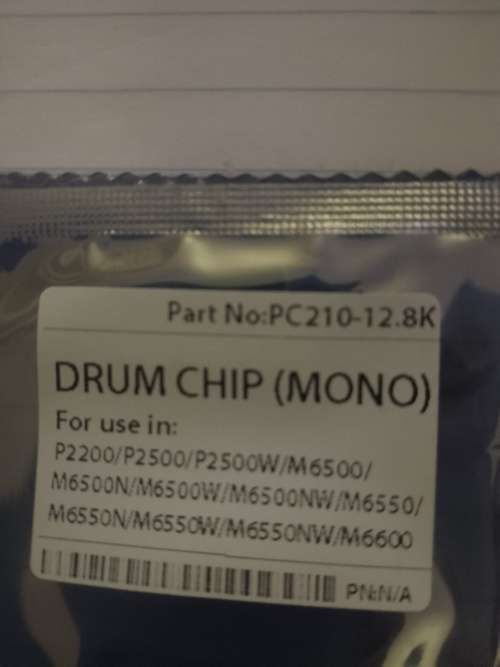 Part No:PC210-12.8K
DRUM CHIP (MONO)
For use in:
P2200/P2500/P2500W/M6500/
M6500N/M6500W/M6500NW/M6550/
M6550N/M6550W/M6550NW/M6600
PN:N/A